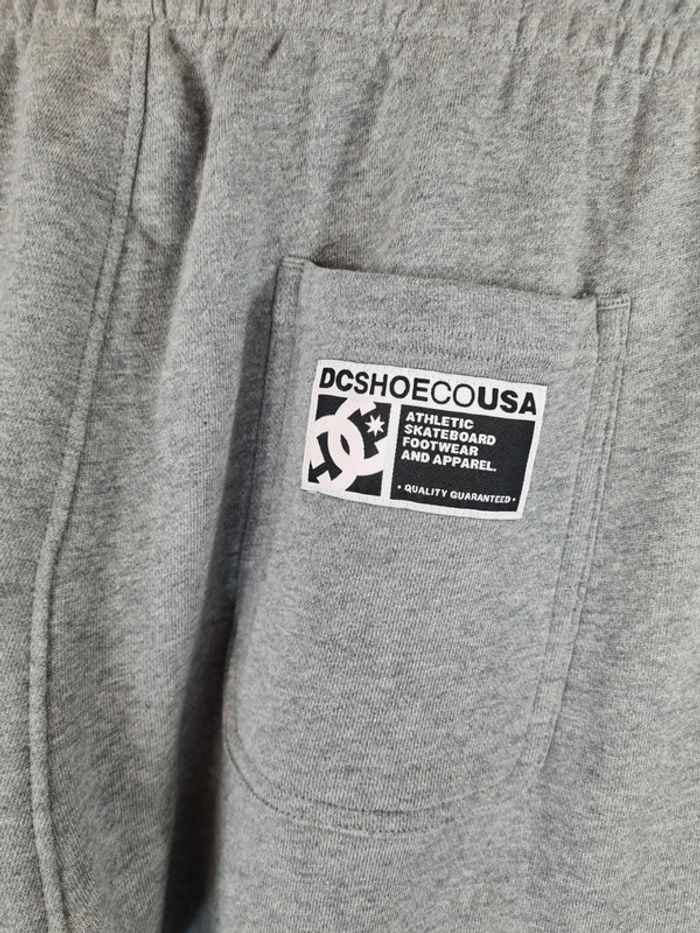 DCSHOECOUSA
ATHLETIC
SKATEBOARD
FOOTWEAR
AND APPAREL.
• QUALITY GUARANTEED •